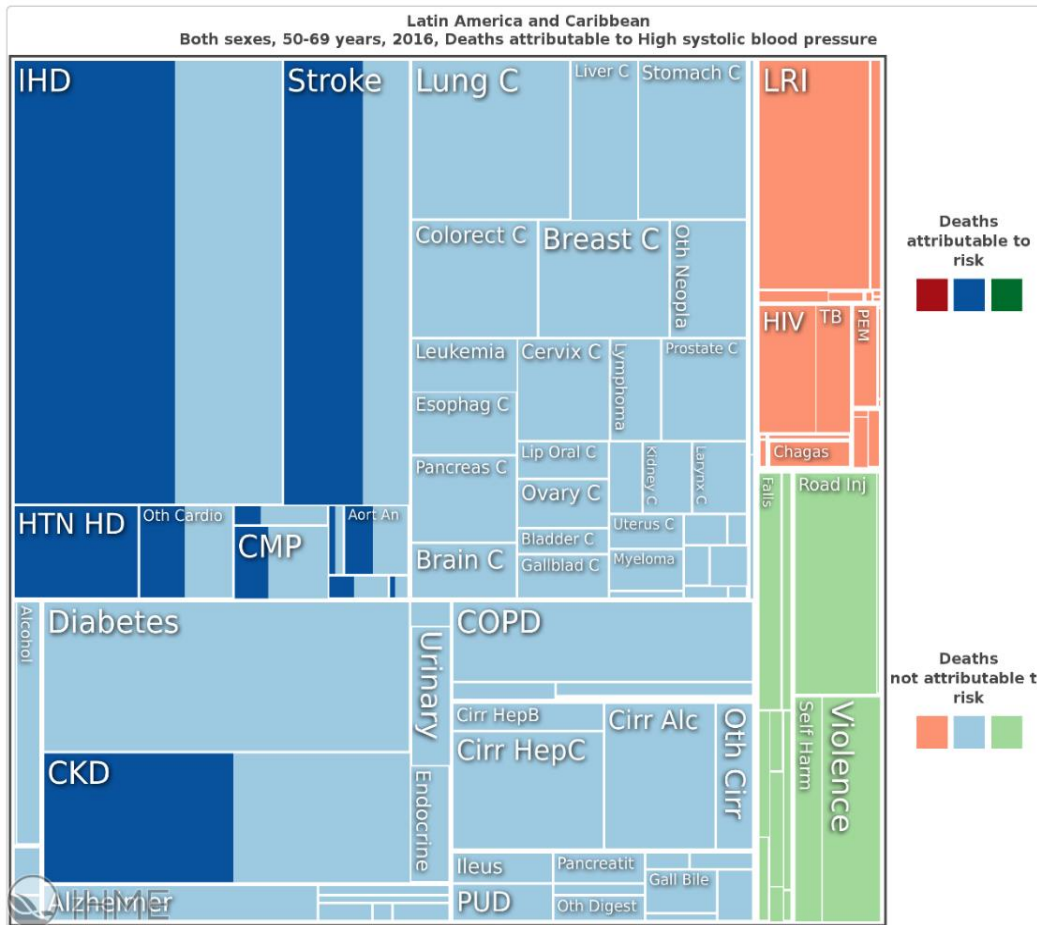 Latin America and Caribbean
Both sexes, 50-69 years, 2016, Deaths attributable to High systolic blood pressure
IHD
Stroke
Lung C
Liver C
Stomach C
LRI
Colorect C
Breast C
Oth Neopla
Deaths
attributable to
risk
HIV
TB
PEM
Leukemia
Cervix C
Lymphoma
Prostate C
Esophag C
Lip Oral C
Kidney C
Larynx C
Chagas
Pancreas C
Ovary C
Falls
Road Inj
HTN HD
Oth Cardio
CMP
Aort An
Uterus C
Bladder C
Brain C
Gallblad C
Myeloma
Alcohol
Diabetes
Urinary
COPD
Deaths
not attributable t
risk
Cirr HepB
Cirr HepC
Cirr Alc
Oth Cirr
Self Harm
Violence
CKD
Endocrine
Ileus
Pancreatit
Gall Bile
PUD
Oth Digest
Alzheimer
IHME